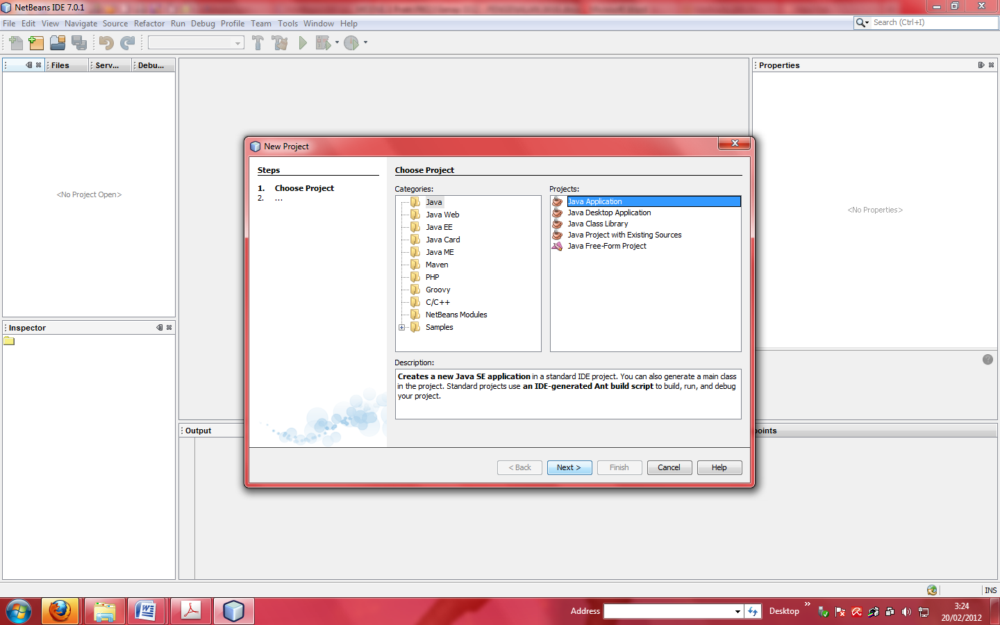 NetBeans IDE 7.0.1
File Edit View Navigate Source Refactor Run Debug Profile Team Tools Window Help
Search (Ctrl+I)
Files
Serv...
Debu...
<No Project Open>
Inspector
Properties
<No Properties>
Output
points
New Project
Steps
1. Choose Project
2. ...
Choose Project
Categories:
Java
Java Web
Java EE
Java Card
Java ME
Maven
PHP
Groovy
C/C++
NetBeans Modules
Samples
Projects:
Java Application
Java Desktop Application
Java Class Library
Java Project with Existing Sources
Java Free-Form Project
Description:
Creates a new Java SE application in a standard IDE project. You can also generate a main class
in the project. Standard projects use an IDE-generated Ant build script to build, run, and debug
your project.
< Back
Next >
Finish
Cancel
Help
INS
Address
Desktop
3:24
20/02/2012